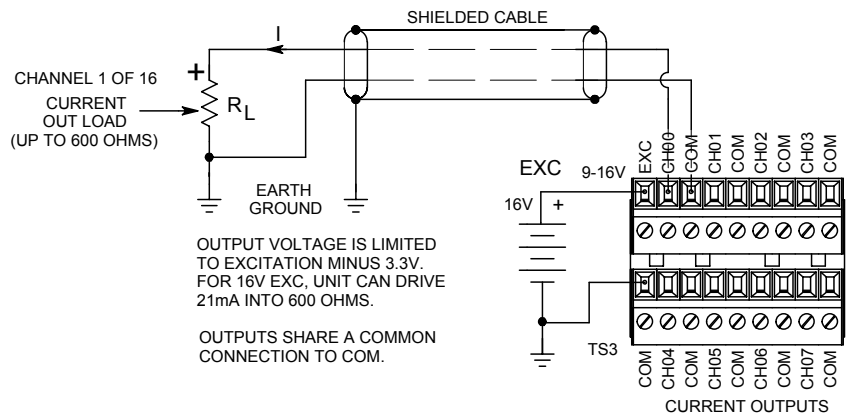 SHIELDED CABLE
I
CHANNEL 1 OF 16
CURRENT
OUT LOAD
(UP TO 600 OHMS)
+
RL
EARTH
GROUND
OUTPUT VOLTAGE IS LIMITED
TO EXCITATION MINUS 3.3V.
FOR 16V EXC, UNIT CAN DRIVE
21mA INTO 600 OHMS.
OUTPUTS SHARE A COMMON
CONNECTION TO COM.
EXC
9-16V
16V
+
EXC
CH00
COM
CH01
COM
CH02
COM
CH03
COM
TS3
COM
CH04
COM
CH05
COM
CH06
COM
CH07
COM
CURRENT OUTPUTS